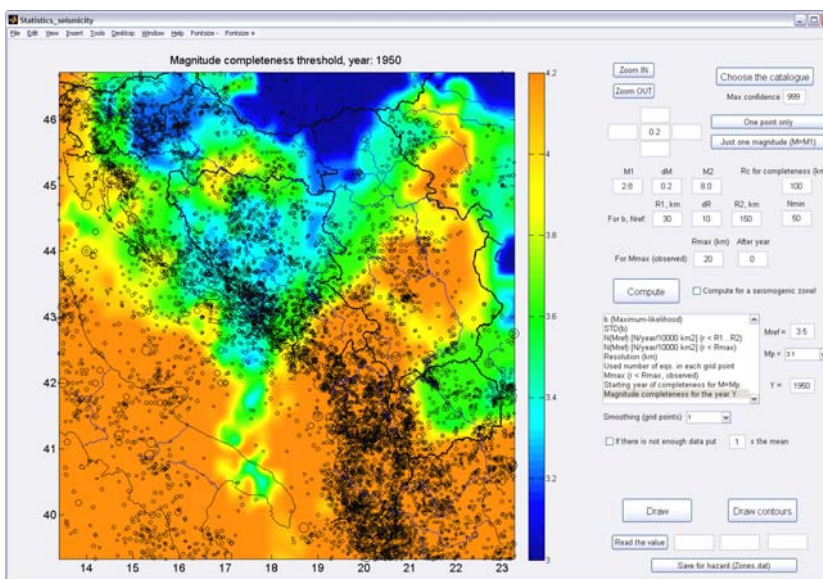 Statistics_seismicity
File Edit View Insert Tools Desktop Window Help Fontsize - Fontsize +
Magnitude completeness threshold, year: 1950
46
45
44
43
42
41
40
14 15 16 17 18 19 20 21 22 23
4.2
4
3.8
3.6
3.4
3.2
3
Zoom IN
Zoom OUT
0.2
Choose the catalogue
Max confidence 999
One point only
Just one magnitude (M=M1)
M1 dM M2 Rc for completeness (km
2.8 0.2 8.0 100
R1, km dR R2, km Nmin
For b, Nref: 30 10 150 50
Rmax (km) After year
For Mmax (observed): 20 0
Compute
Compute for a seismogenic zone!
b (Maximum-likelihood)
STD(b)
N(Mref) [N/year/10000 km2] (r < R1...R2)
N(Mref) [N/year/10000 km2] (r < Rmax)
Resolution (km)
Used number of eqs. in each grid point
Mmax (r < Rmax, observed)
Starting year of completeness for M=Mp
Magnitude completeness for the year Y
Mref = 3.5
Mp = 3.1
Y = 1950
Smoothing (grid points) 1
If there is not enough data put 1 x the mean
Draw
Draw contours
Read the value
Save for hazard (Zones.dat)